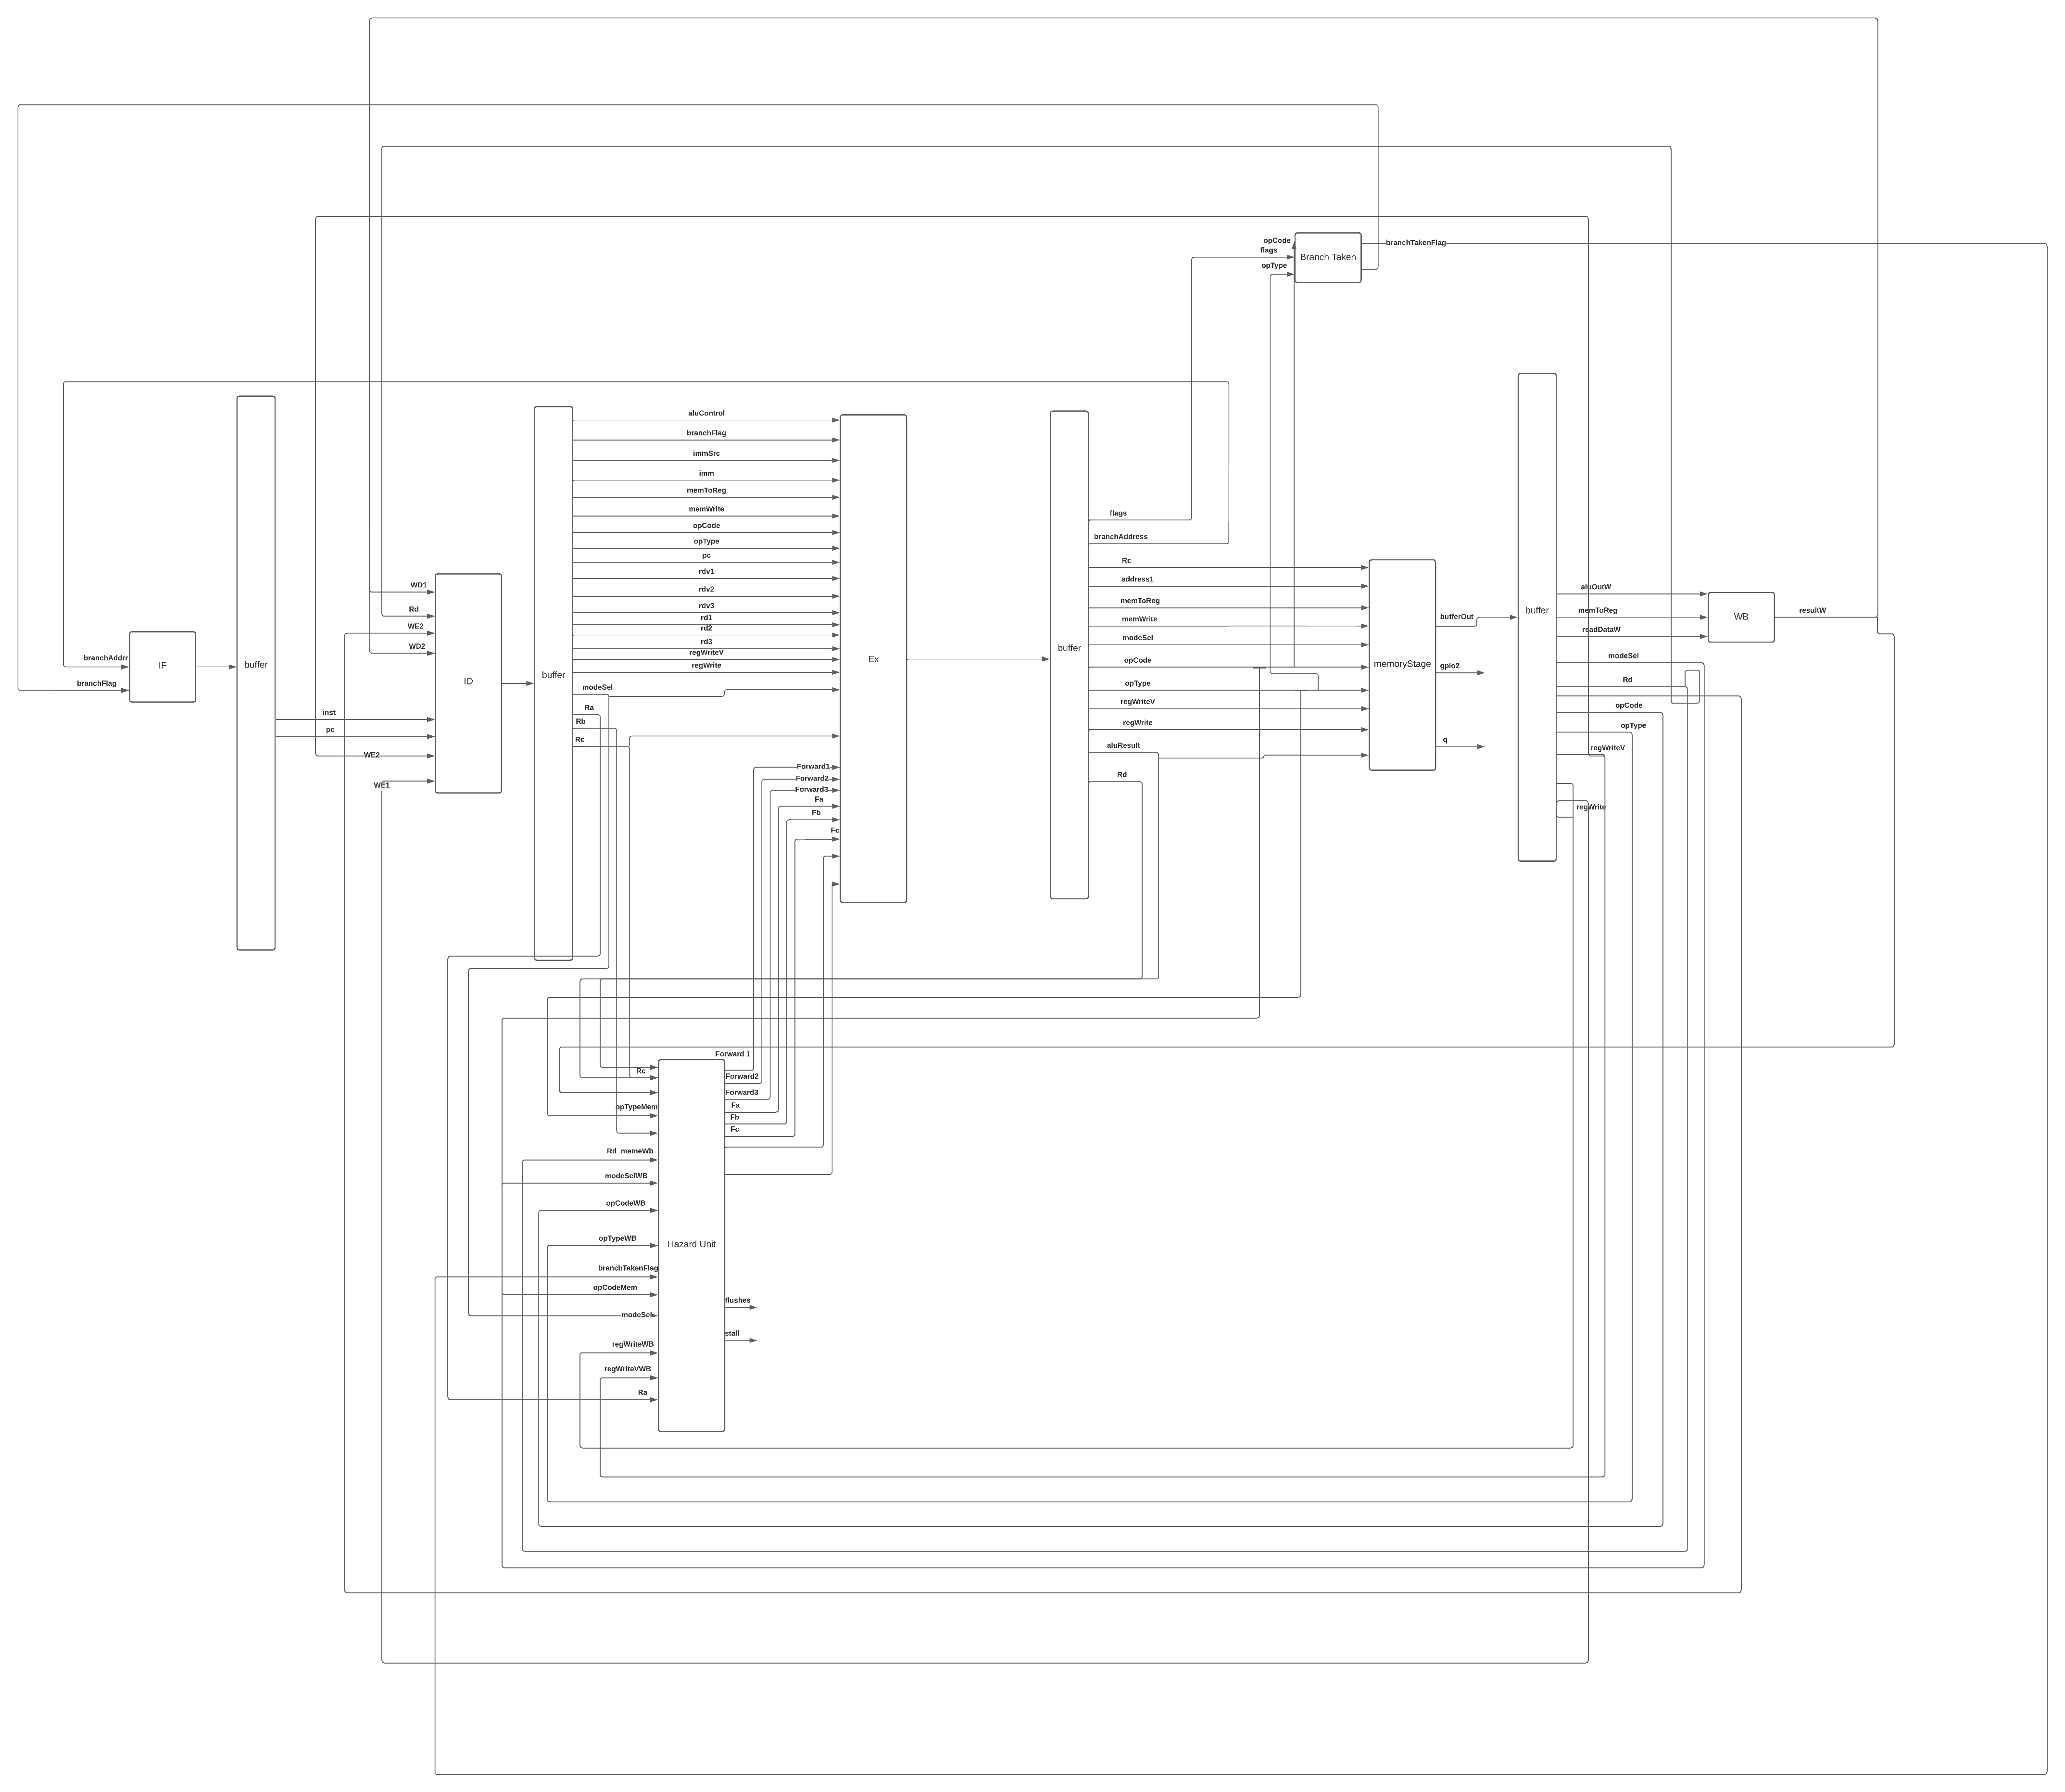 opCode
branchTakenFlag
flags
Branch Taken
opType
aluControl
branchFlag
immSrc
imm
memToReg
memWrite
opCode
opType
pc
rdv1
rdv2
rdv3
rd1
rd2
rd3
regWriteV
regWrite
modeSel
Ra
Rb
Rc
WD1
Rd
WE2
WD2
branchAddrr
IF
branchFlag
buffer
inst
pc
WE2
WE1
ID
buffer
Ex
Forward1
Forward2
Forward3
Fa
Fb
Fc
buffer
flags
branchAddress
Rc
address1
memToReg
memWrite
modeSel
opCode
opType
regWriteV
regWrite
aluResult
Rd
memoryStage
bufferOut
gpio2
q
buffer
aluOutW
memToReg
readDataW
WB
resultW
modeSel
Rd
opCode
opType
regWriteV
regWrite
Forward 1
Rc
Forward2
Forward3
opTypeMem
Fa
Fb
Fc
Rd_memeWb
modeSelWB
opCodeWB
opTypeWB
Hazard Unit
branchTakenFlag
opCodeMem
modeSel
flushes
stall
regWriteWB
regWriteVWB
Ra